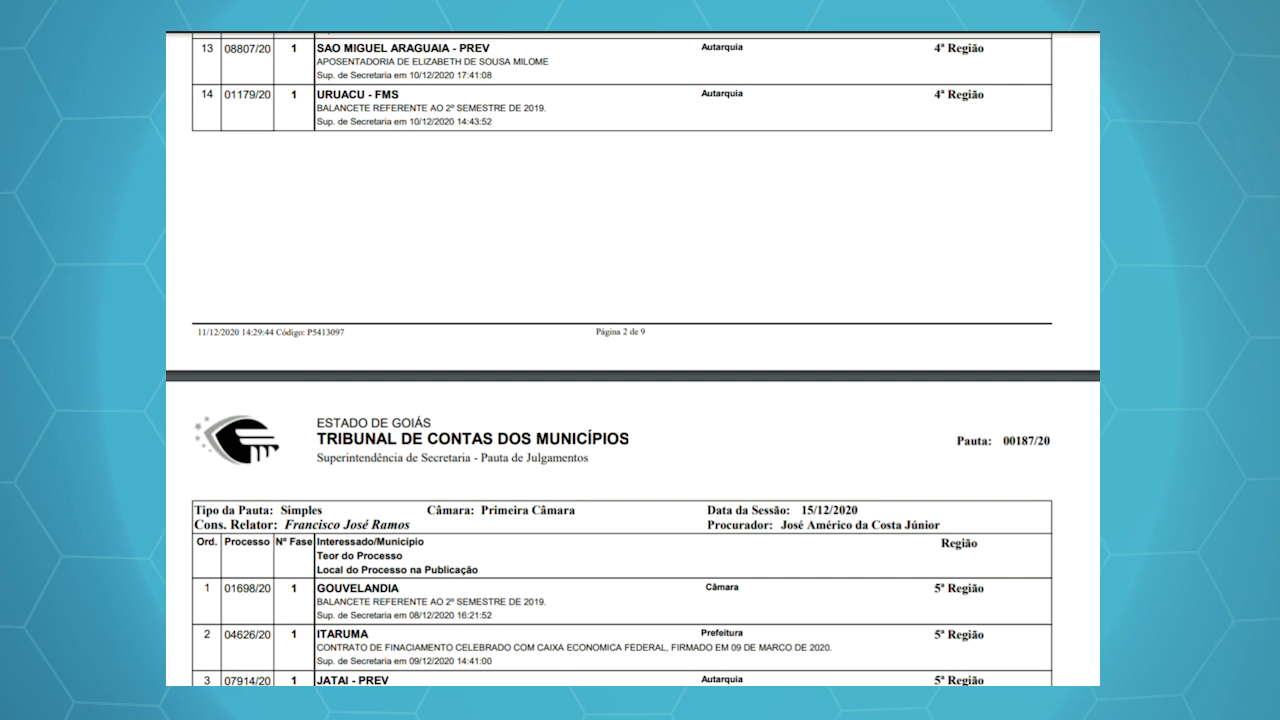 13 08807/20 1 SAO MIGUEL ARAGUAIA - PREV Autarquia 4ª Região
APOSENTADORIA DE ELIZABETH DE SOUSA MILOME
Sup. de Secretaria em 10/12/2020 17:41:08
14 01179/20 1 URUACU - FMS Autarquia 4ª Região
BALANCETE REFERENTE AO 2º SEMESTRE DE 2019.
Sup. de Secretaria em 10/12/2020 14:43:52
11/12/2020 14:29:44 Código: P5413097 Página 2 de 9
ESTADO DE GOIÁS
TRIBUNAL DE CONTAS DOS MUNICÍPIOS
Pauta: 00187/20
Superintendência de Secretaria - Pauta de Julgamentos
Tipo da Pauta: Simples Câmara: Primeira Câmara Data da Sessão: 15/12/2020
Cons. Relator: Francisco José Ramos Procurador: José Américo da Costa Júnior
Ord. Processo Nº Fase Interessado/Município Região
Teor do Processo
Local do Processo na Publicação
1 01698/20 1 GOUVELANDIA Câmara 5ª Região
BALANCETE REFERENTE AO 2º SEMESTRE DE 2019.
Sup. de Secretaria em 08/12/2020 16:21:52
2 04626/20 1 ITARUMA Prefeitura 5ª Região
CONTRATO DE FINACIAMENTO CELEBRADO COM CAIXA ECONOMICA FEDERAL, FIRMADO EM 09 DE MARCO DE 2020.
Sup. de Secretaria em 09/12/2020 14:41:00
3 07914/20 1 JATAI - PREV Autarquia 5ª Região